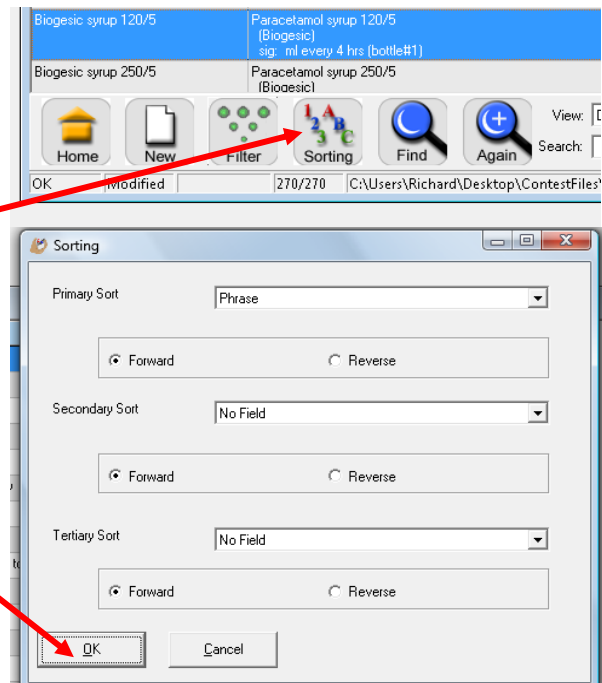 Biogesic syrup 120/5 Paracetamol syrup 120/5
(Biogesic)
sig: ml every 4 hrs (bottle#1)
Biogesic syrup 250/5 Paracetamol syrup 250/5
(Biogesic)
1 2 3 A B C
Home New Filter Sorting Find Again
View: D
Search:
OK Modified 270/270 C:\Users\Richard\Desktop\ContestFiles\
Sorting
Primary Sort Phrase
Forward Reverse
Secondary Sort No Field
Forward Reverse
Tertiary Sort No Field
Forward Reverse
OK Cancel